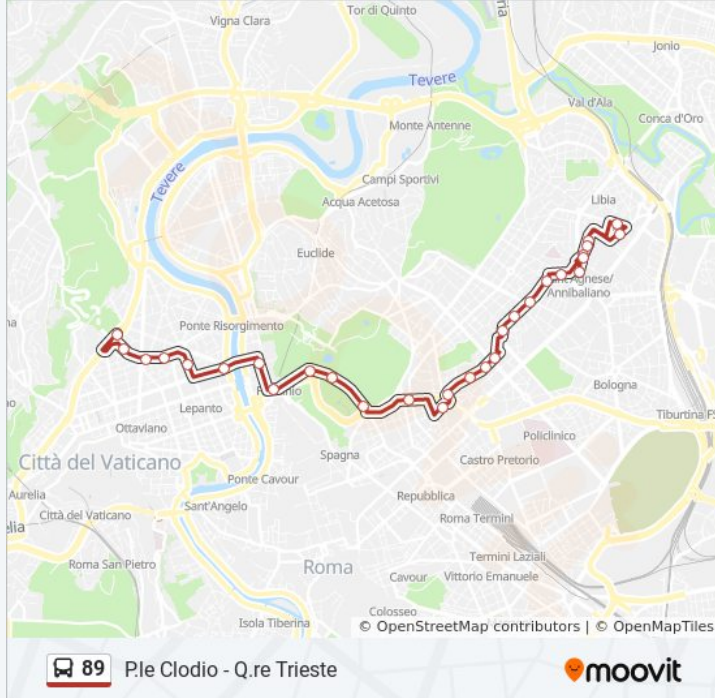 Tor di Quinto
Vigna Clara
Jonio
Tevere
Val d'Ala
Conca d'Oro
Monte Antenne
Tevere
Campi Sportivi
Acqua Acetosa
Libia
Euclide
Annibaliano
Ponte Risorgimento
Bologna
Lepanto
Tiburtina FS
Ottaviano
Policlinico
Spagna
Castro Pretorio
Città del Vaticano
Ponte Cavour
Aurelia
Repubblica
Sant'Angelo
Città del Vaticano
Roma Termini
Termini Laziali
Roma San Pietro
Roma
Cavour
Vittorio Emanuele
Colosseo
Isola Tiberina
© OpenStreetMap contributors | © OpenMapTiles
89 P.le Clodio - Q.re Trieste
moovit